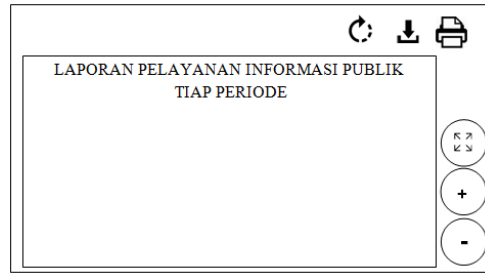 LAPORAN PELAYANAN INFORMASI PUBLIK
TIAP PERIODE
+
-